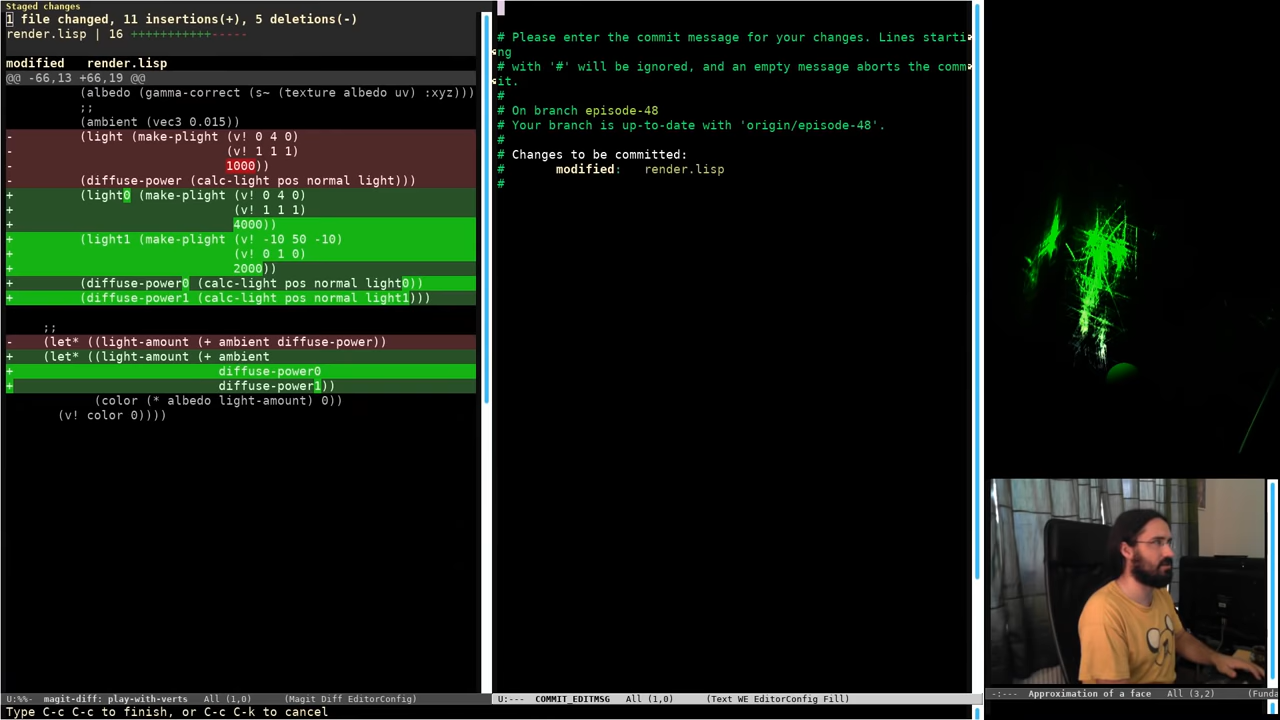 Staged changes
1 file changed, 11 insertions(+), 5 deletions(-)
render.lisp | 16 +++++++++++-----
modified   render.lisp
@@ -66,13 +66,19 @@
(albedo (gamma-correct (s~ (texture albedo uv) :xyz)))
;;
(ambient (vec3 0.015))
-         (light (make-plight (v! 0 4 0)
-                              (v! 1 1 1)
-                              1000))
-         (diffuse-power (calc-light pos normal light)))
+         (light0 (make-plight (v! 0 4 0)
+                              (v! 1 1 1)
+                              4000))
+         (light1 (make-plight (v! -10 50 -10)
+                              (v! 0 1 0)
+                              2000))
+         (diffuse-power0 (calc-light pos normal light0))
+         (diffuse-power1 (calc-light pos normal light1)))
;;
-    (let* ((light-amount (+ ambient diffuse-power))
+    (let* ((light-amount (+ ambient
+                            diffuse-power0
+                            diffuse-power1))
(color (* albedo light-amount) 0))
(v! color 0))))
U:%%-  magit-diff: play-with-verts   All (1,0)     (Magit Diff EditorConfig)
Type C-c C-c to finish, or C-c C-k to cancel
# Please enter the commit message for your changes. Lines starti
ng
# with '#' will be ignored, and an empty message aborts the comm
it.
#
# On branch episode-48
# Your branch is up-to-date with 'origin/episode-48'.
#
# Changes to be committed:
#       modified:   render.lisp
#
U:---  COMMIT_EDITMSG   All (1,0)     (Text WE EditorConfig Fill)
-:---  Approximation of a face   All (3,2)     (Funda